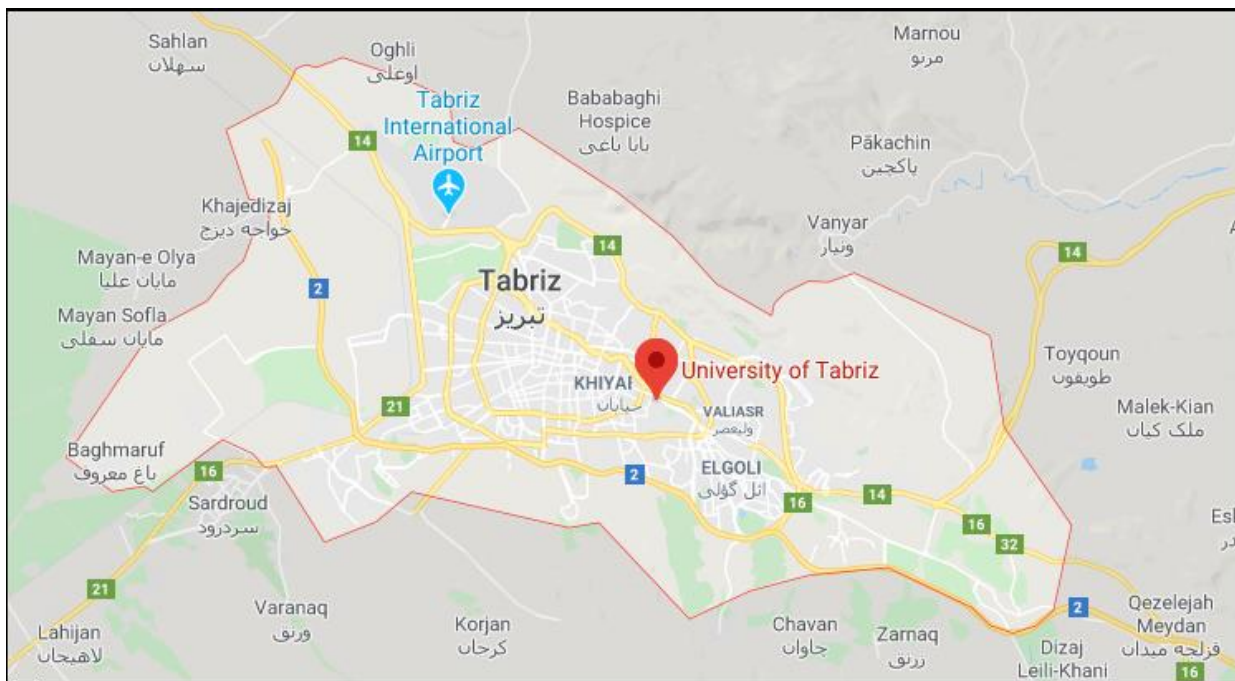 Sahlan
سهلان
Oghli
اوغلی
Marnou
مرنو
Tabriz
International
Airport
14
Bababaghi
Hospice
بابا باغی
Pākachin
پاکچین
Khajedizaj
خواجه دیزج
Vanyar
ونیار
Mayan-e Olya
مایان علیا
14
14
2
Tabriz
تبریز
Mayan Sofla
مایان سفلی
University of Tabriz
Toyqoun
طویقون
21
VALIASR
ولیعصر
Malek-Kian
ملک کیان
Baghmaruf
باغ معروف
16
2
ELGOLI
ائل گؤلی
Sardroud
سردرود
16
14
16
32
21
Varanaq
ورنق
Korjan
کرجان
Chavan
چاوان
Zarnaq
زرنق
2
Qezelejah
Meydan
قزلجه میدان
Lahijan
لاهیجان
Dizaj
Leili-Khani
16